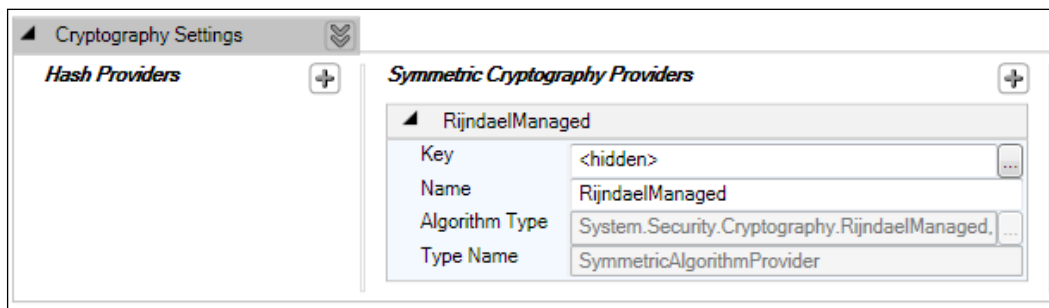 Cryptography Settings
Hash Providers
Symmetric Cryptography Providers
RijndaelManaged
Key <hidden> ...
Name RijndaelManaged
Algorithm Type System.Security.Cryptography.RijndaelManaged, ...
Type Name SymmetricAlgorithmProvider